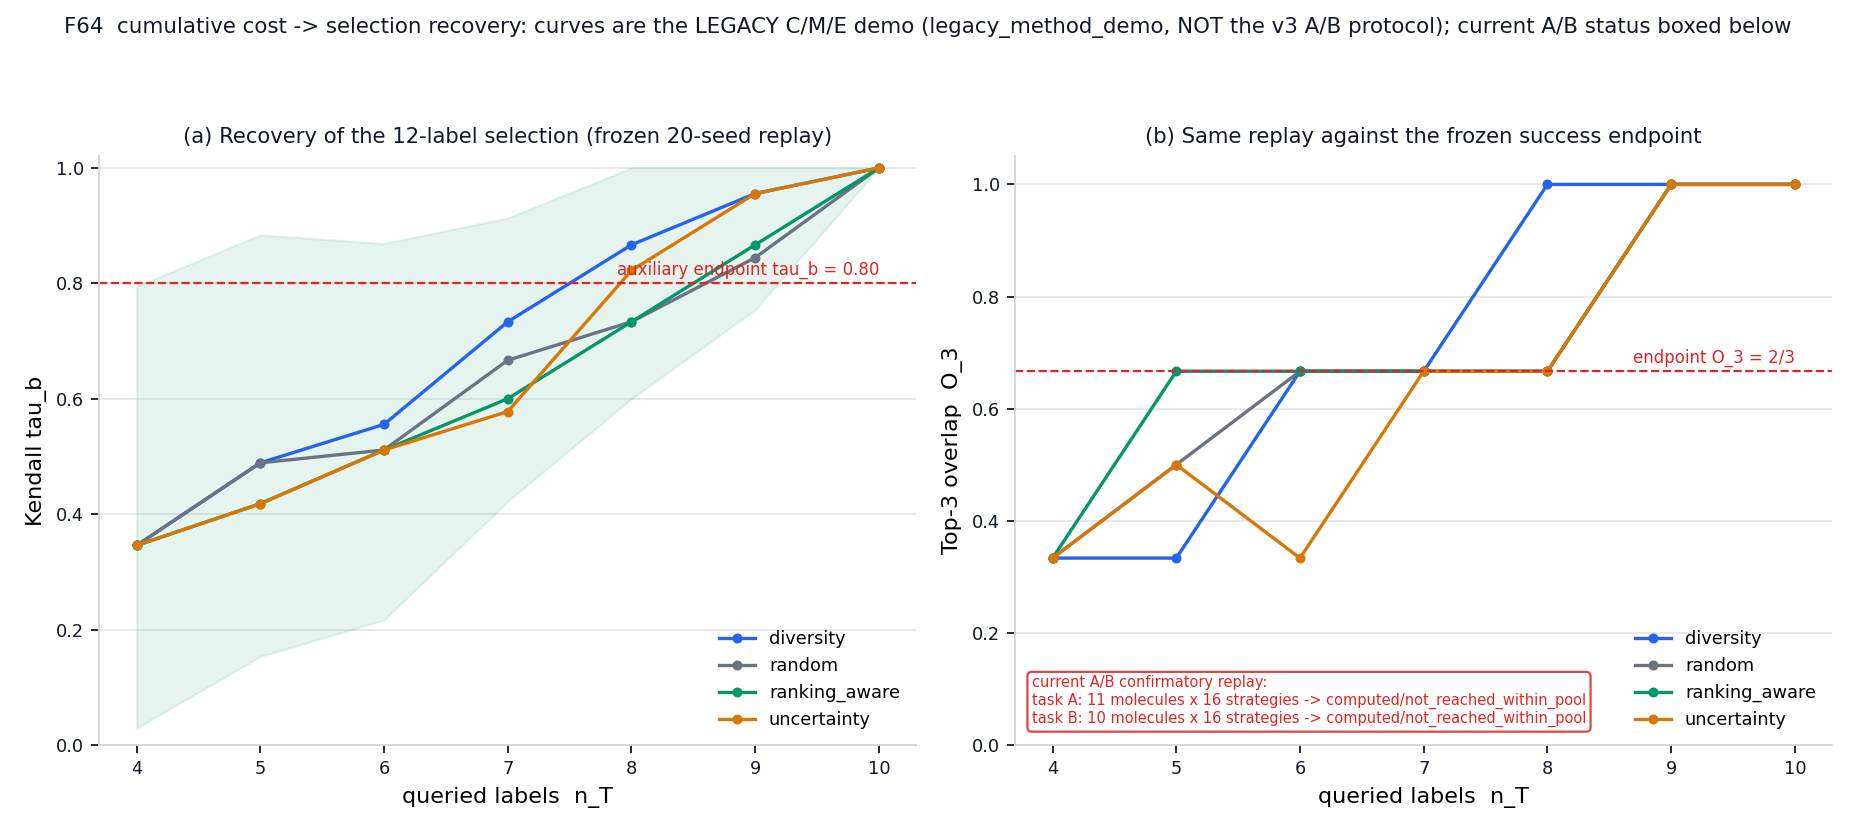 F64  cumulative cost -> selection recovery: curves are the LEGACY C/M/E demo (legacy_method_demo, NOT the v3 A/B protocol); current A/B status boxed below
(a) Recovery of the 12-label selection (frozen 20-seed replay)
1.0
0.8
0.6
0.4
0.2
0.0
Kendall tau_b
auxiliary endpoint tau_b = 0.80
diversity
random
ranking_aware
uncertainty
4 5 6 7 8 9 10
queried labels  n_T
(b) Same replay against the frozen success endpoint
1.0
0.8
0.6
0.4
0.2
0.0
Top-3 overlap  O_3
endpoint O_3 = 2/3
current A/B confirmatory replay:
task A: 11 molecules x 16 strategies -> computed/not_reached_within_pool
task B: 10 molecules x 16 strategies -> computed/not_reached_within_pool
diversity
random
ranking_aware
uncertainty
4 5 6 7 8 9 10
queried labels  n_T